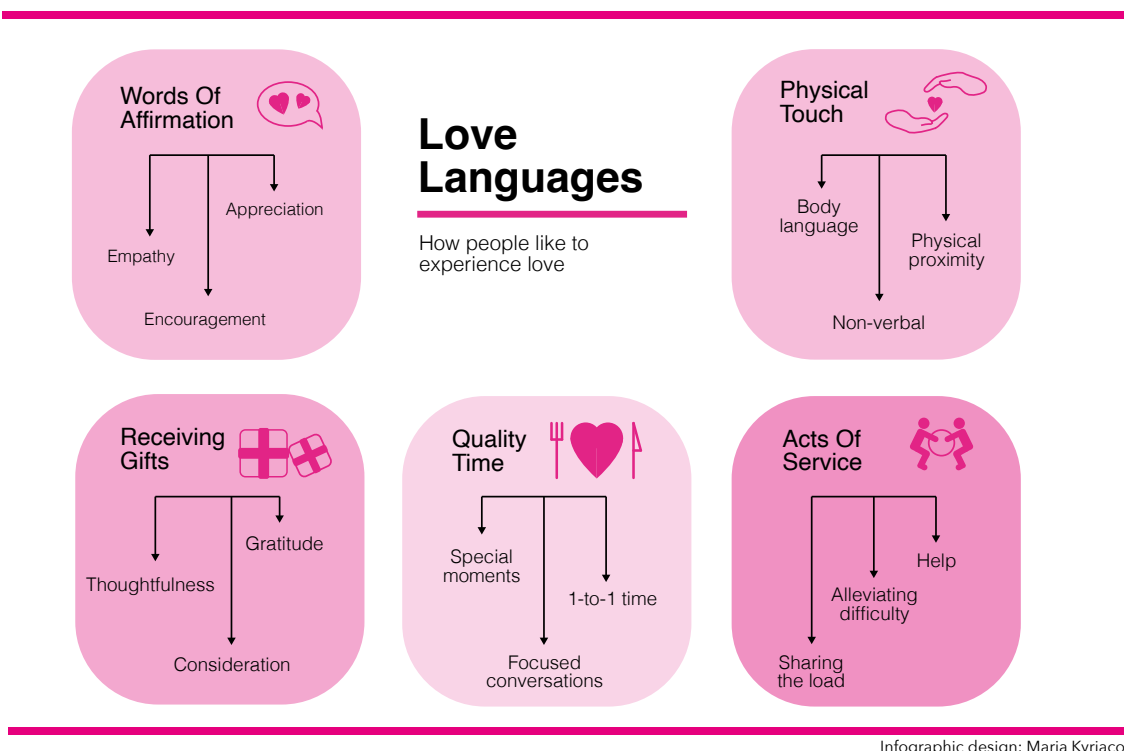 Words Of
Affirmation
Appreciation
Empathy
Encouragement
Love
Languages
How people like to
experience love
Physical
Touch
Body
language
Physical
proximity
Non-verbal
Receiving
Gifts
Gratitude
Thoughtfulness
Consideration
Quality
Time
Special
moments
1-to-1 time
Focused
conversations
Acts Of
Service
Help
Alleviating
difficulty
Sharing
the load
Infographic design: Maria Kyriaco